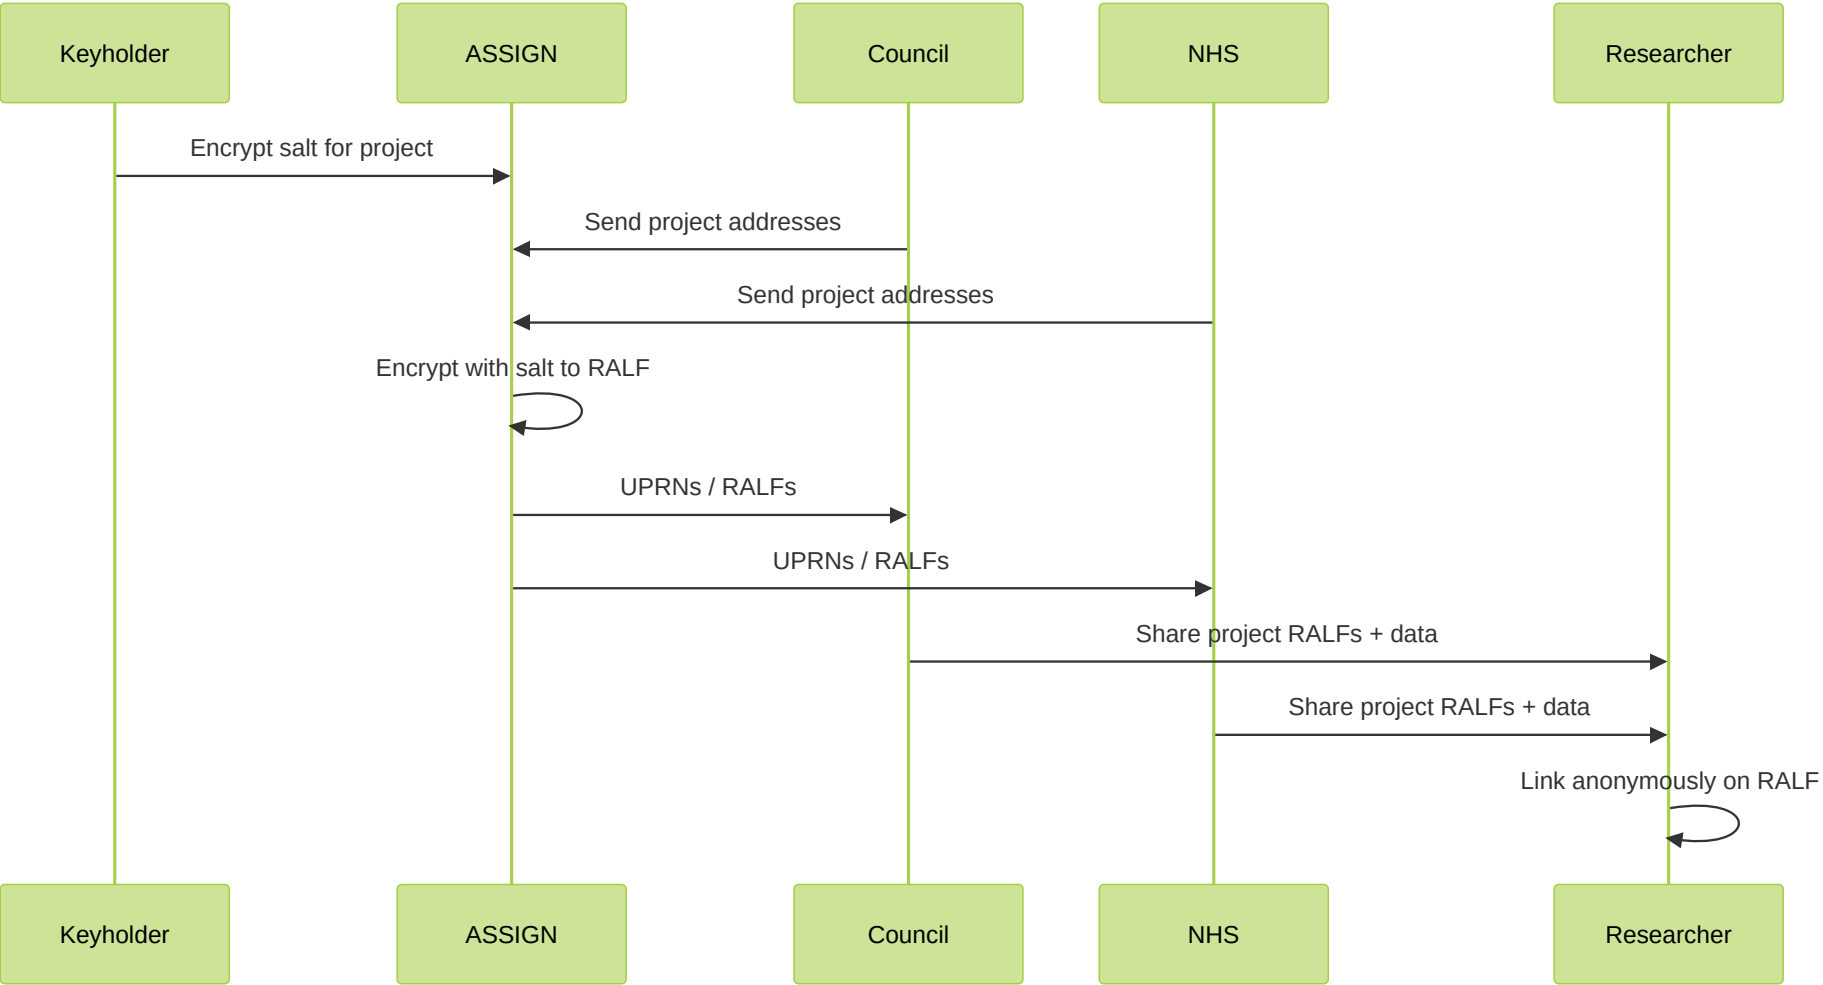 Keyholder
ASSIGN
Council
NHS
Researcher
Encrypt salt for project
Send project addresses
Send project addresses
Encrypt with salt to RALF
UPRNs / RALFs
UPRNs / RALFs
Share project RALFs + data
Share project RALFs + data
Link anonymously on RALF
Keyholder
ASSIGN
Council
NHS
Researcher